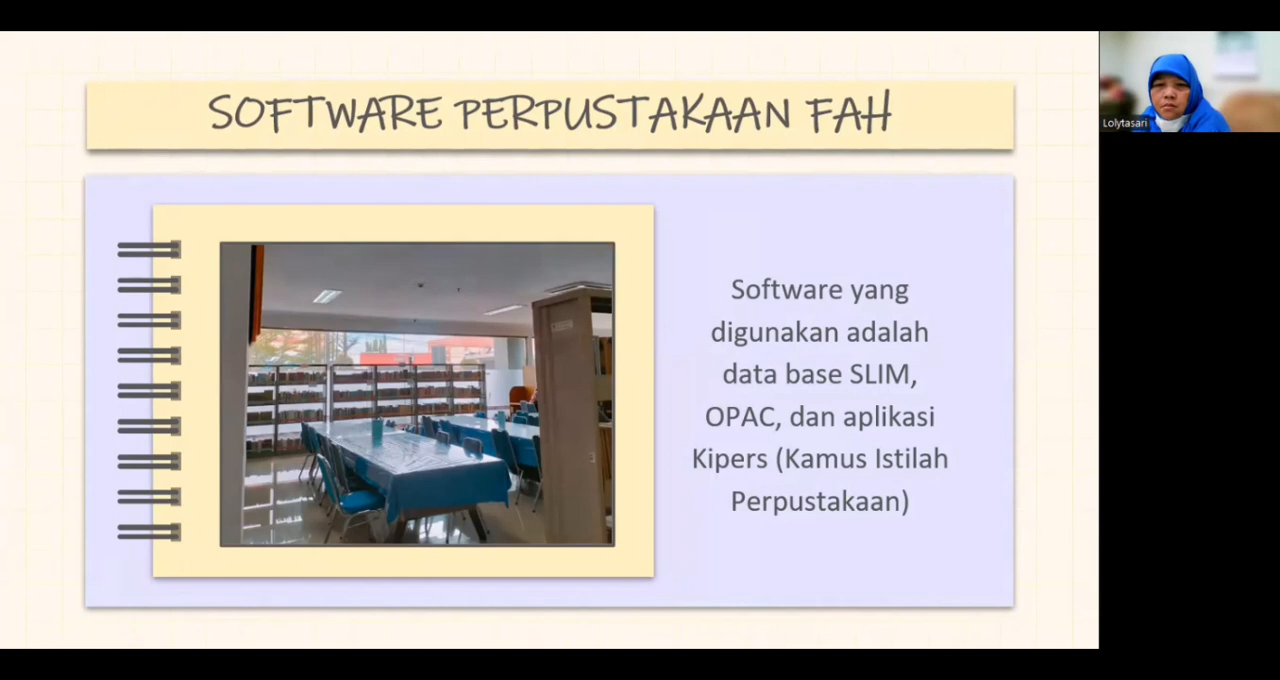 SOFTWARE PERPUSTAKAAN FAH
Software yang
digunakan adalah
data base SLIM,
OPAC, dan aplikasi
Kipers (Kamus Istilah
Perpustakaan)
Lolytasari